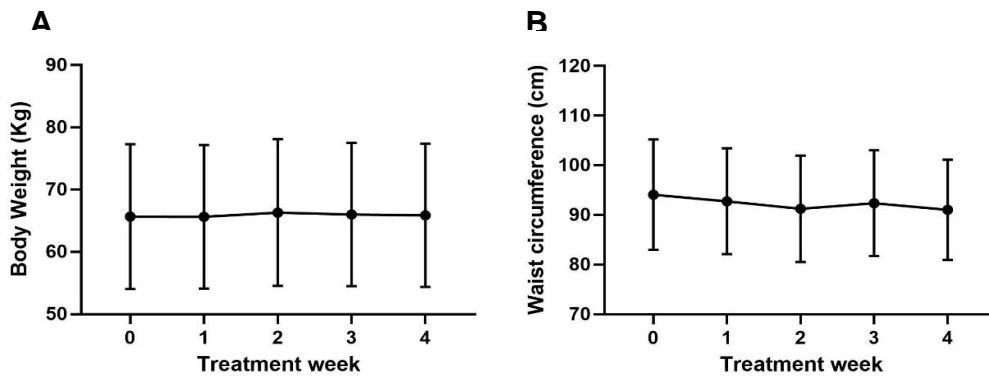 A
Body Weight (Kg)
90
80
70
60
50
0 1 2 3 4
Treatment week
B
Waist circumference (cm)
120
110
100
90
80
70
0 1 2 3 4
Treatment week